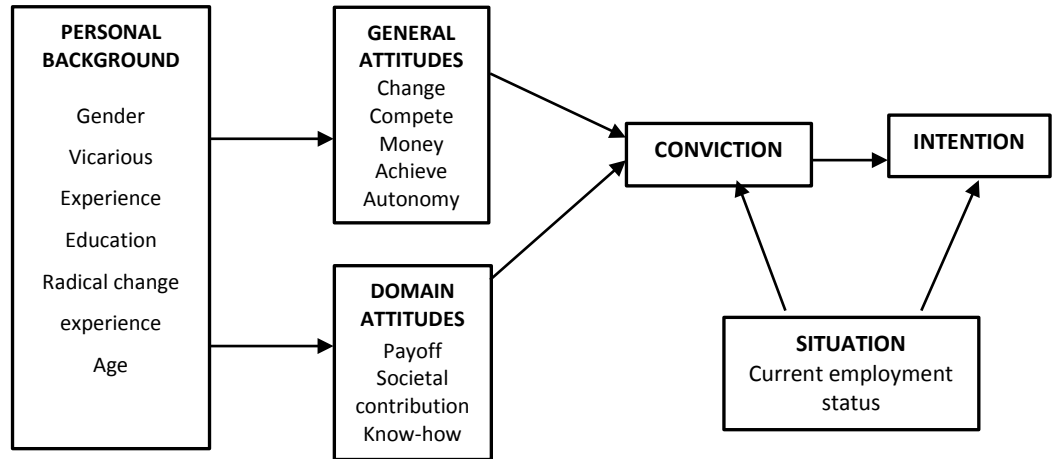 PERSONAL
BACKGROUND
Gender
Vicarious
Experience
Education
Radical change
experience
Age
GENERAL
ATTITUDES
Change
Compete
Money
Achieve
Autonomy
DOMAIN
ATTITUDES
Payoff
Societal
contribution
Know-how
CONVICTION
INTENTION
SITUATION
Current employment
status